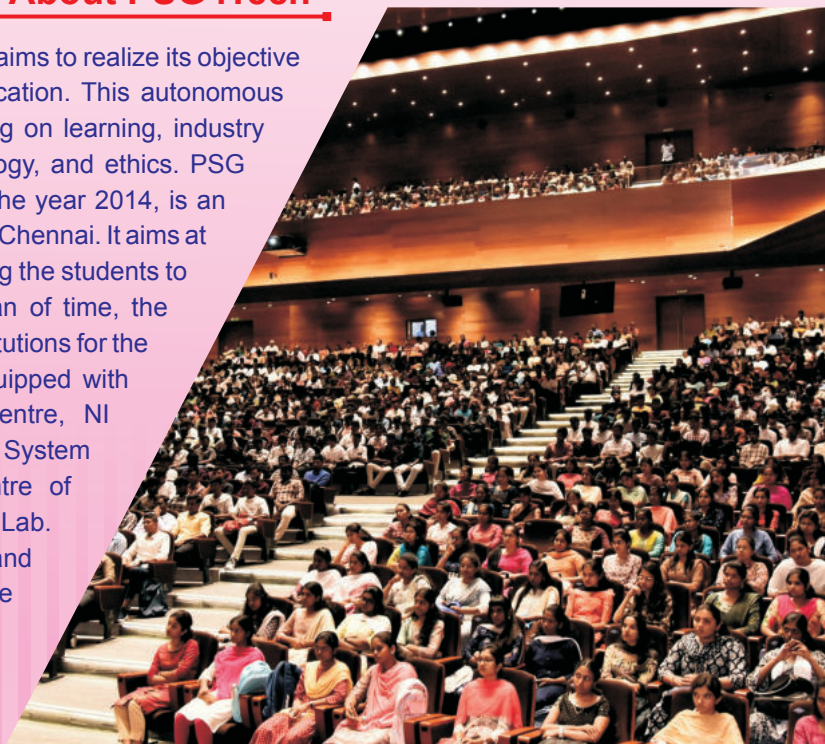 About PSG iTech
aims to realize its objective
cation. This autonomous
g on learning, industry
ogy, and ethics. PSG
he year 2014, is an
Chennai. It aims at
g the students to
an of time, the
tutions for the
uipped with
entre, NI
System
ntre of
Lab.
and
e